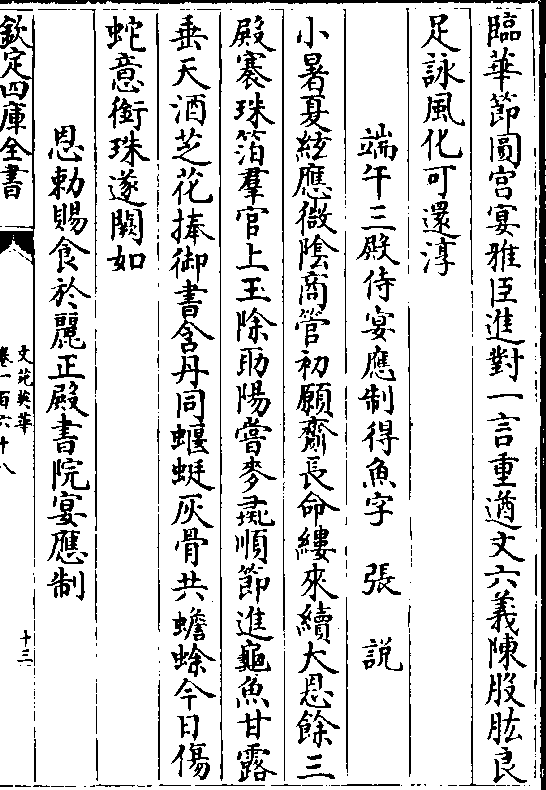 臨華節圓宫宴雅臣進對一言重遒文六義陳股肱良
足詠風化可還淳
端午三殿侍宴應制得魚字 張説
小暑夏絃應微陰商管初願齎長命縷來續大恩餘三
殿褰珠箔羣官上玉除助陽嘗麥彘順節進龜魚甘露
垂天酒芝花捧御書含丹同蝘蜓灰骨共蟾蜍今日傷
蛇意銜珠遂闕如
恩勅賜食於麗正殿書院宴應制
欽定四庫全書
文苑英華
卷一百六十八
十三